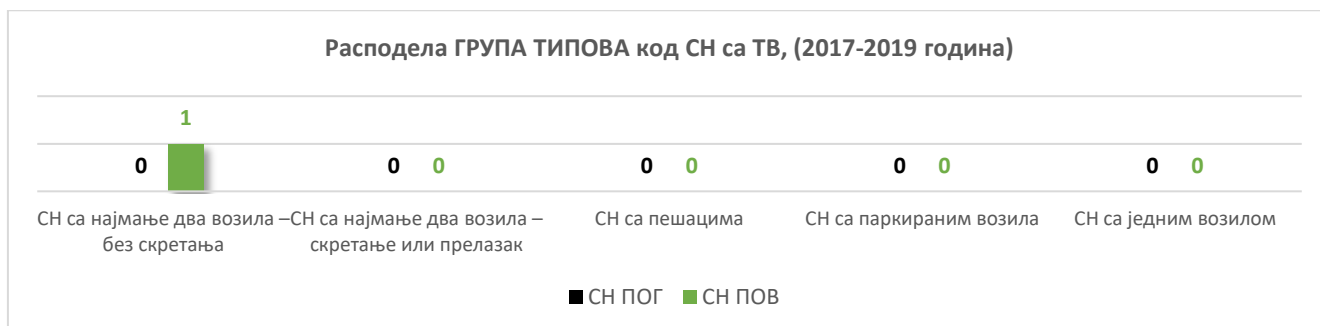 Расподела ГРУПА ТИПОВА код СН са ТВ, (2017-2019 година)
1
0
0 0
0 0
0 0
0 0
СН са најмање два возила –
без скретања
СН са најмање два возила –
скретање или прелазак
СН са пешацима
СН са паркираним возила
СН са једним возилом
СН ПОГ СН ПОВ